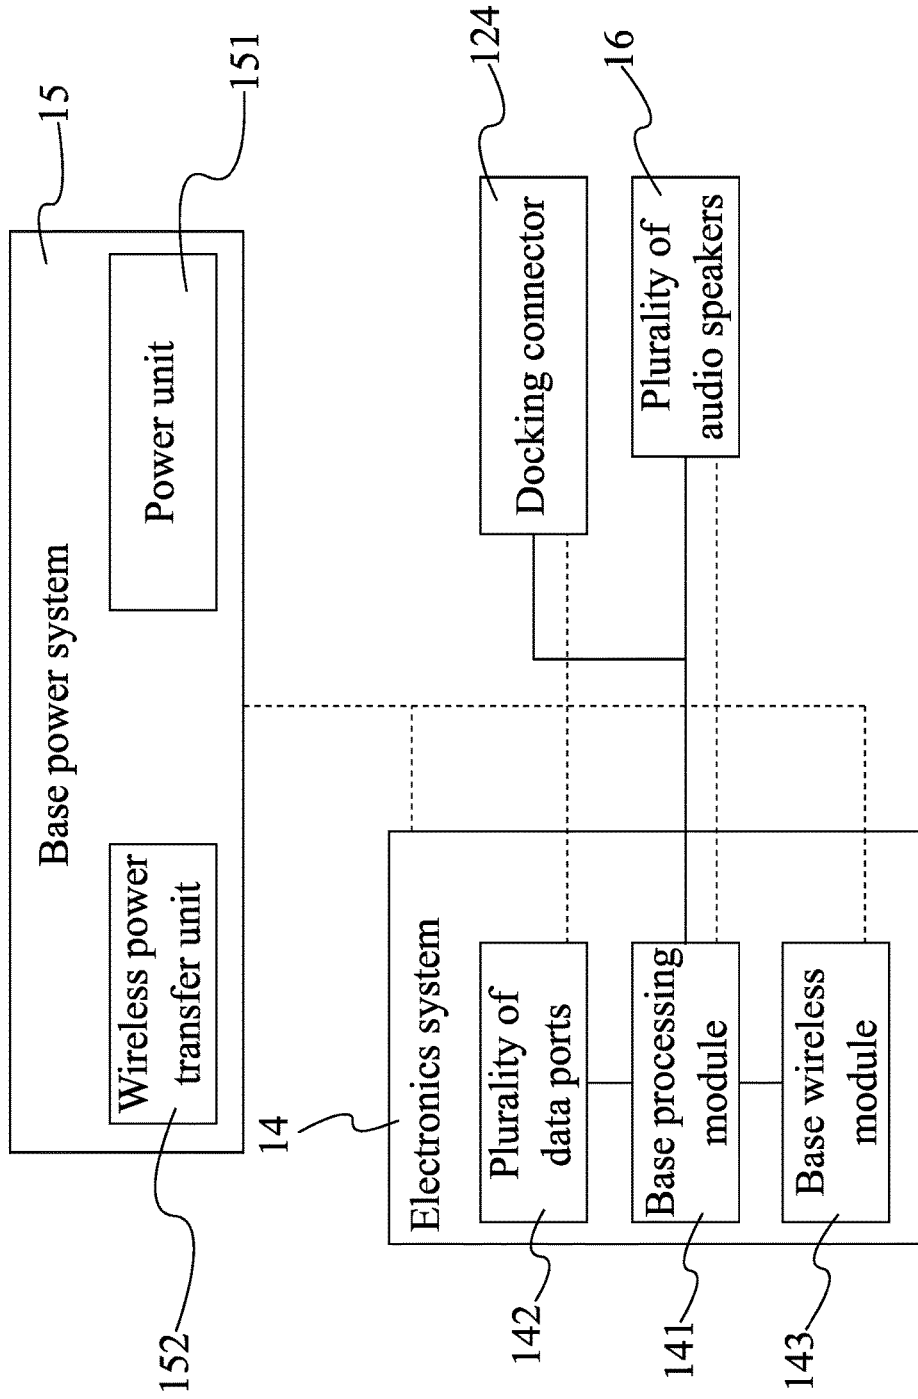 15
Base power system
Wireless power
transfer unit
152
Power unit
151
14
Electronics system
Plurality of
data ports
142
Base processing
module
141
Base wireless
module
143
Docking connector
124
Plurality of
audio speakers
16